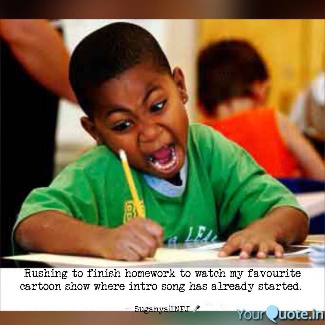 Rushing to finish homework to watch my favourite
cartoon show where intro song has already started.
YourQuote.in